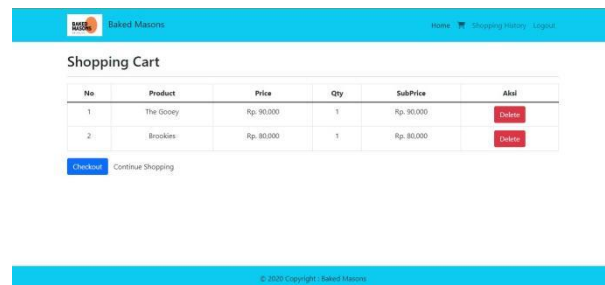 BAKED MASONS Baked Masons Home Shopping History Logout
Shopping Cart
No Product Price Qty SubPrice Aksi
1 The Gooey Rp. 90,000 1 Rp. 90,000 Delete
2 Brookies Rp. 80,000 1 Rp. 80,000 Delete
Checkout Continue Shopping
© 2020 Copyright : Baked Masons